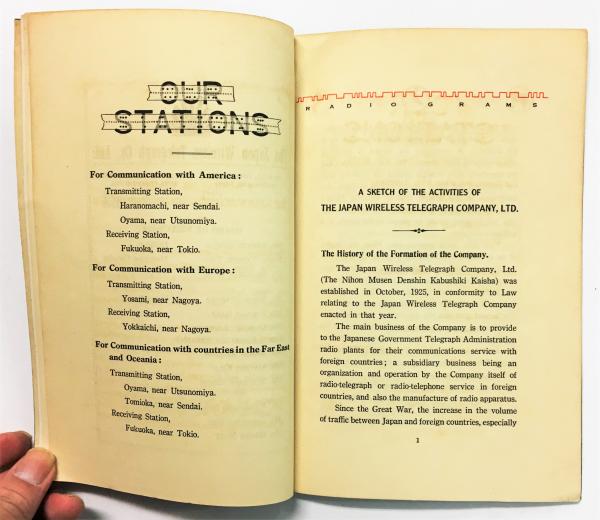 OUR
STATIONS
For Communication with America :
Transmitting Station,
Haranomachi, near Sendai.
Oyama, near Utsunomiya.
Receiving Station,
Fukuoka, near Tokio.
For Communication with Europe :
Transmitting Station,
Yosami, near Nagoya.
Receiving Station,
Yokkaichi, near Nagoya.
For Communication with countries in the Far East
and Oceania :
Transmitting Station,
Oyama, near Utsunomiya.
Tomioka, near Sendai.
Receiving Station,
Fukuoka, near Tokio.
RADIOGRAMS
A SKETCH OF THE ACTIVITIES OF
THE JAPAN WIRELESS TELEGRAPH COMPANY, LTD.
The History of the Formation of the Company.
The Japan Wireless Telegraph Company, Ltd.
(The Nihon Musen Denshin Kabushiki Kaisha) was
established in October, 1925, in conformity to Law
relating to the Japan Wireless Telegraph Company
enacted in that year.
The main business of the Company is to provide
to the Japanese Government Telegraph Administration
radio plants for their communications service with
foreign countries ; a subsidiary business being an
organization and operation by the Company itself of
radio-telegraph or radio-telephone service in foreign
countries, and also the manufacture of radio apparatus.
Since the Great War, the increase in the volume
of traffic between Japan and foreign countries, especially
1